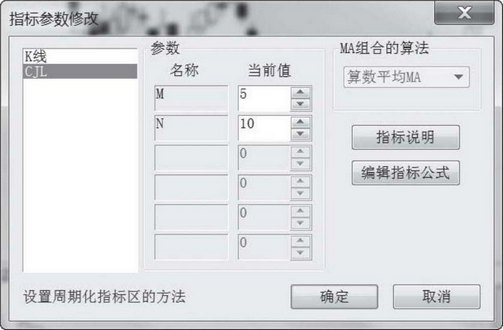 指标参数修改
K线
CJL
参数
名称 当前值
M 5
N 10
0
0
0
0
MA组合的算法
算数平均MA
指标说明
编辑指标公式
设置周期化指标区的方法
确定 取消